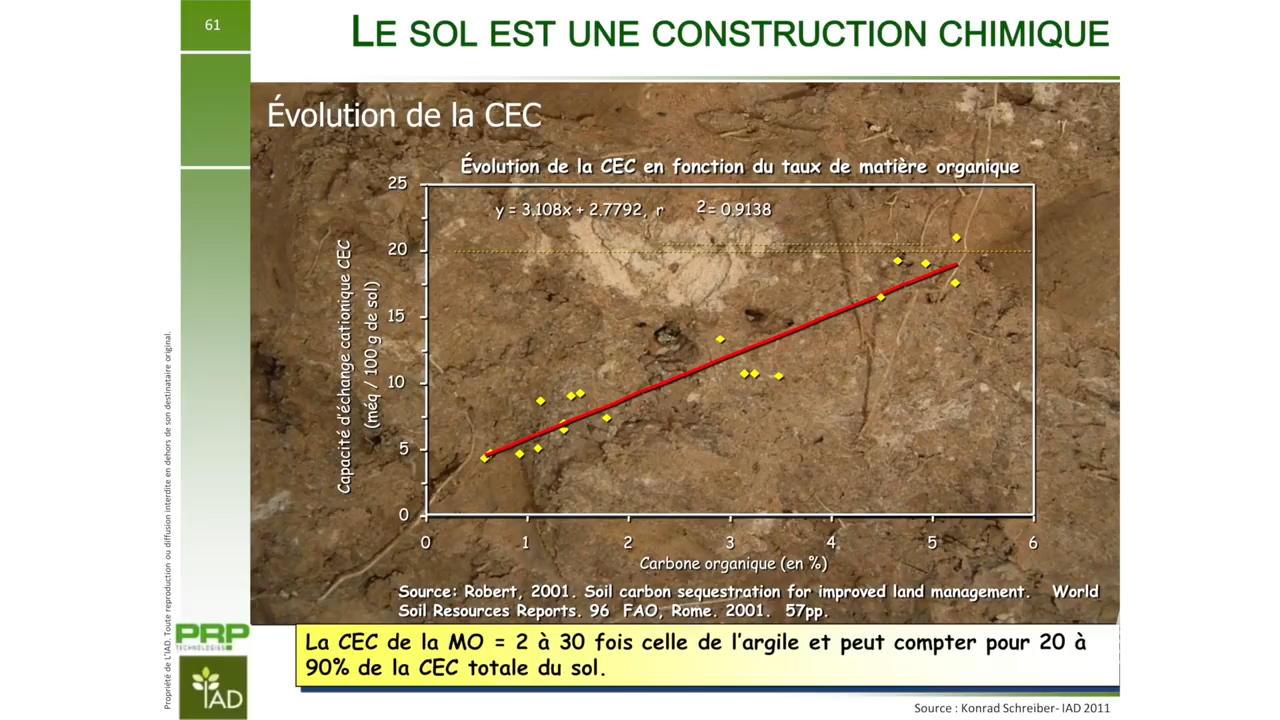 61
LE SOL EST UNE CONSTRUCTION CHIMIQUE
Évolution de la CEC
Évolution de la CEC en fonction du taux de matière organique
y = 3.108x + 2.7792, r 2 = 0.9138
Capacité d'échange cationique CEC
(méq / 100 g de sol)
25
20
15
10
5
0
0 1 2 3 4 5 6
Carbone organique (en %)
Source: Robert, 2001. Soil carbon sequestration for improved land management. World
Soil Resources Reports. 96 FAO, Rome. 2001. 57pp.
La CEC de la MO = 2 à 30 fois celle de l'argile et peut compter pour 20 à
90% de la CEC totale du sol.
Propriété de L'IAD. Toute reproduction ou diffusion interdite en dehors de son destinataire original.
PRP
TECHNOLOGIES
IAD
Source : Konrad Schreiber- IAD 2011